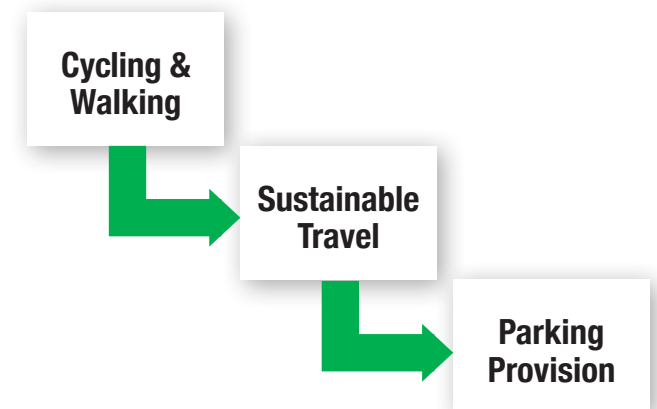 Cycling &
Walking
Sustainable
Travel
Parking
Provision